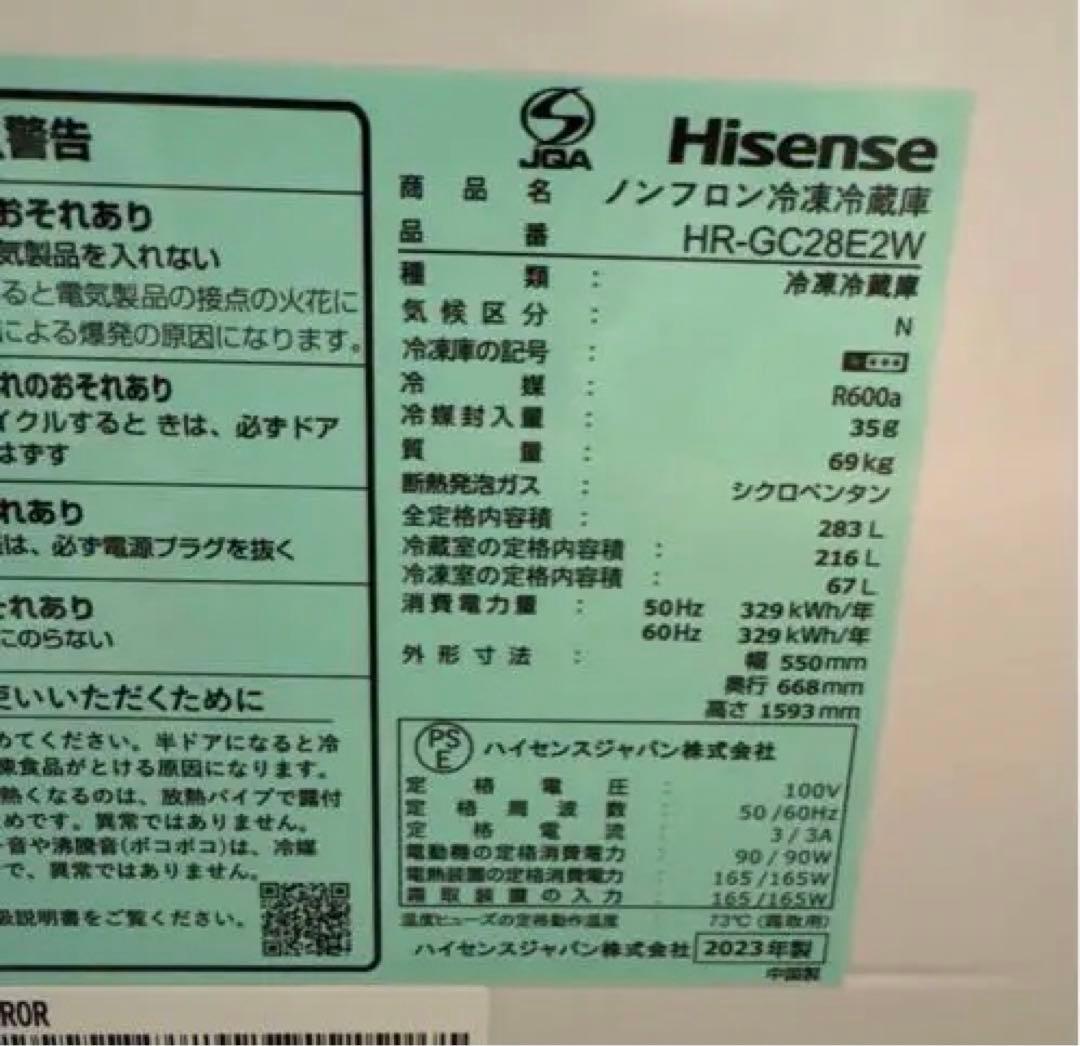 警告
おそれあり
気製品を入れない
ると電気製品の接点の火花に
による爆発の原因になります。
れのおそれあり
イクルするときは、必ずドア
はずす
れあり
は、必ず電源プラグを抜く
それあり
にのらない
いいただくために
めてください。半ドアになると冷
凍食品がとける原因になります。
熱くなるのは、放熱パイプで露付
めです。異常ではありません。
音や沸騰音(ポコポコ)は、冷媒
で、異常ではありません。
扱説明書をご覧ください。
JQA
Hisense
商品名 ノンフロン冷凍冷蔵庫
品番 HR-GC28E2W
種類 : 冷凍冷蔵庫
気候区分 : N
冷凍庫の記号 :
冷媒 : R600a
冷媒封入量 : 35g
質量 : 69kg
断熱発泡ガス : シクロペンタン
全定格内容積 : 283 L
冷蔵室の定格内容積 : 216 L
冷凍室の定格内容積 : 67 L
消費電力量 : 50Hz 329 kWh/年
60Hz 329 kWh/年
外形寸法 : 幅 550mm
奥行 668mm
高さ 1593mm
PSE ハイセンスジャパン株式会社
定格電圧 : 100V
定格周波数 : 50/60Hz
定格電流 : 3/3A
電動機の定格消費電力 : 90/90W
電熱装置の定格消費電力 : 165/165W
霜取装置の入力 : 165/165W
温度ヒューズの定格動作温度 : 73℃(霜取用)
ハイセンスジャパン株式会社 2023年製
中国製
ROR